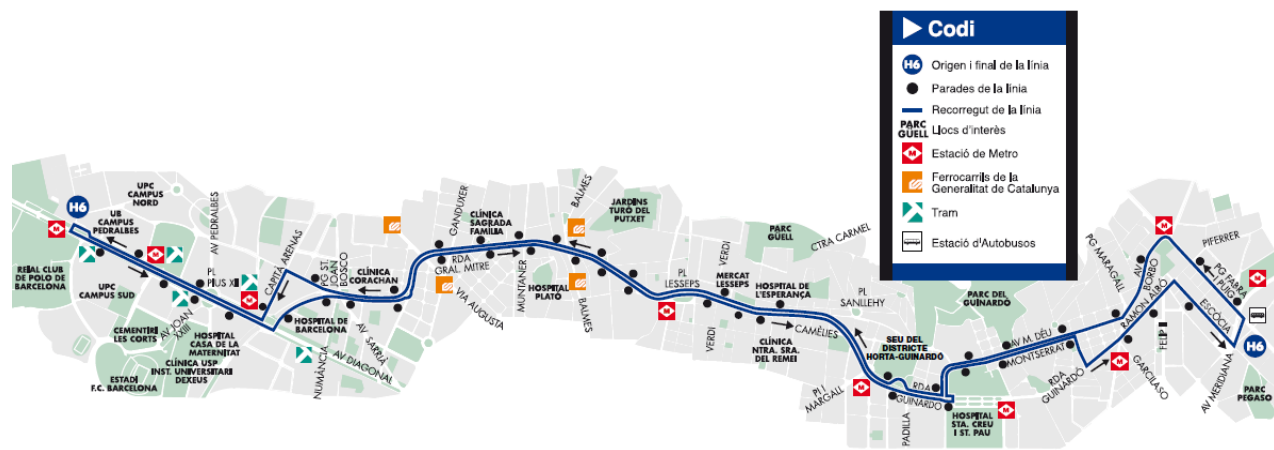 Codi
H6 Origen i final de la línia
Parades de la línia
Recorregut de la línia
PARC
GÜELL Llocs d'interès
M Estació de Metro
Ferrocarrils de la
Generalitat de Catalunya
Tram
Estació d'Autobusos
H6
UPC
CAMPUS
NORD
UB
CAMPUS
PEDRALBES
M
REIAL CLUB
DE POLO DE
BARCELONA
UPC
CAMPUS SUD
M
PL
PIUS XII
AV PEDRALBES
CEMENTIRI
LES CORTS
AV JOAN
XXIII
ESTADI
F.C. BARCELONA
HOSPITAL
CASA DE LA
MATERNITAT
CLÍNICA USP
INST. UNIVERSITARI
DEXEUS
M
CAPITÀ ARENAS
PG ST.
JOAN
BOSCO
CLÍNICA
CORACHAN
HOSPITAL DE
BARCELONA
NUMÀNCIA
AV DIAGONAL
AV
SARRIÀ
GANDUXER
CLÍNICA
SAGRADA
FAMILIA
RDA
GRAL. MITRE
VIA AUGUSTA
MUNTANER
HOSPITAL
PLATÓ
BALMES
BALMES
JARDINS
TURÓ DEL
PUTXET
PL
LESSEPS
M
VERDI
VERDI
MERCAT
LESSEPS
PARC
GÜELL
CTRA CARMEL
HOSPITAL DE
L'ESPERANÇA
CLÍNICA
NTRA. SRA.
DEL REMEI
CAMÈLIES
PL
SANLLEHY
PI I
MARGALL
M
SEU DEL
DISTRICTE
HORTA-GUINARDÓ
RDA
GUINARDÓ
PADILLA
HOSPITAL
STA. CREU
I ST. PAU
M
PARC DEL
GUINARDÓ
AV M. DÉU
MONTSERRAT
RDA
GUINARDÓ
M
PG MARAGALL
AV
BORBÓ
RAMON ALBÓ
FELIP II
GARCILASO
M
PIFERRER
PG FABRA
I PUIG
M
ESCÒCIA
H6
AV MERIDIANA
PARC
PEGASO